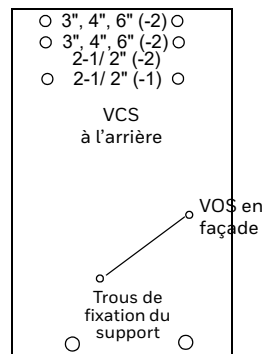 3", 4", 6" (-2)
3", 4", 6" (-2)
2-1/ 2" (-2)
2-1/ 2" (-1)
VCS
à l’arrière
VOS en
façade
Trous de
fixation du
support